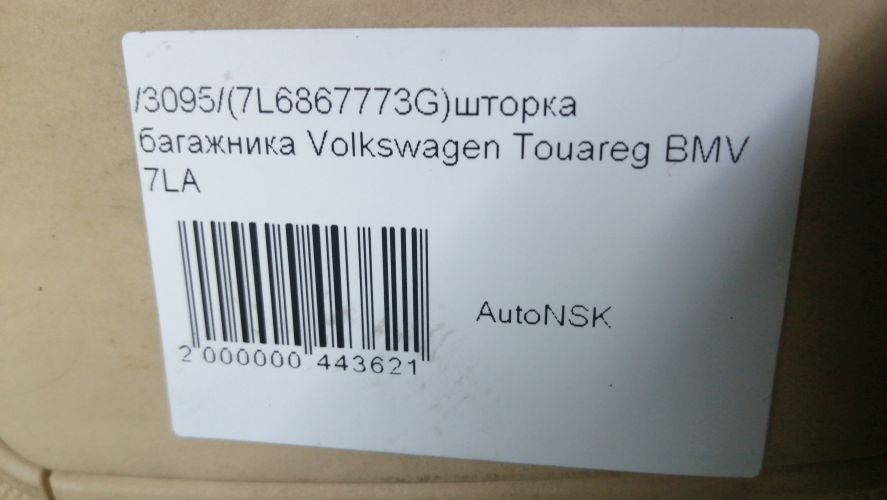 /3095/(7L6867773G)шторка
багажника Volkswagen Touareg BMV
7LA
AutoNSK
2 000000 443621